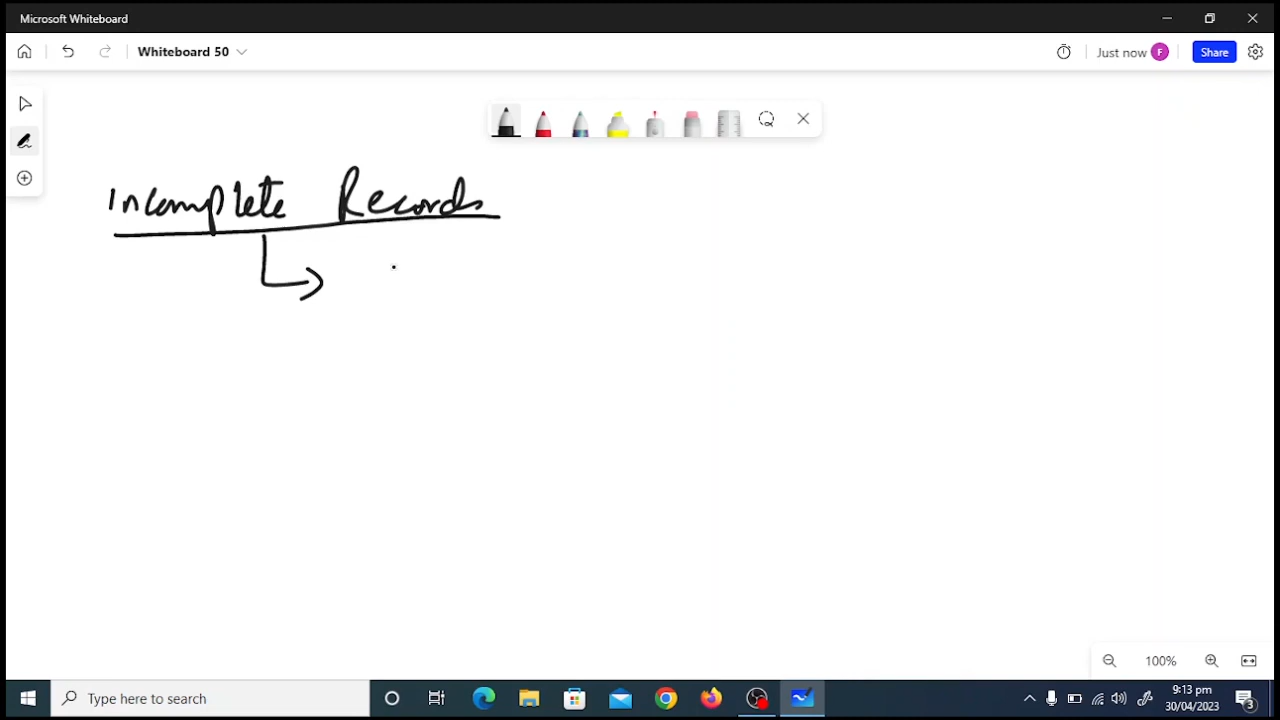 Microsoft Whiteboard
Whiteboard 50
Just now F
Share
Incomplete Records
100%
Type here to search
9:13 pm
30/04/2023
3